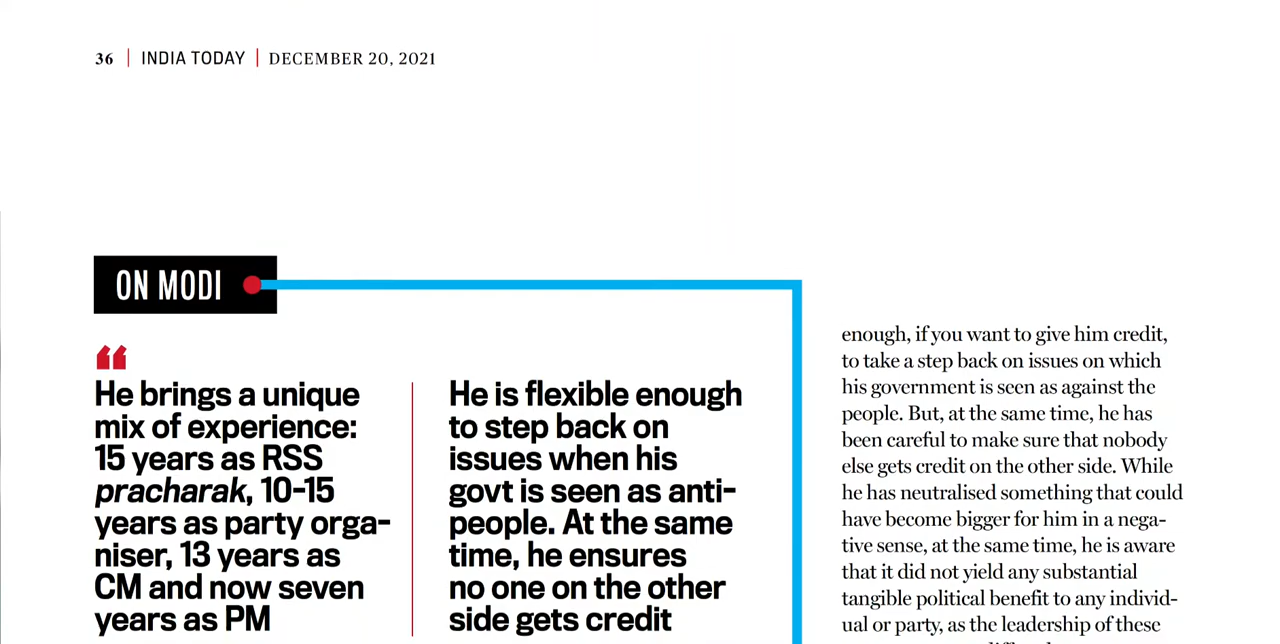 36 | INDIA TODAY | DECEMBER 20, 2021
ON MODI
“
He brings a unique
mix of experience:
15 years as RSS
pracharak, 10-15
years as party orga-
niser, 13 years as
CM and now seven
years as PM
He is flexible enough
to step back on
issues when his
govt is seen as anti-
people. At the same
time, he ensures
no one on the other
side gets credit
enough, if you want to give him credit,
to take a step back on issues on which
his government is seen as against the
people. But, at the same time, he has
been careful to make sure that nobody
else gets credit on the other side. While
he has neutralised something that could
have become bigger for him in a nega-
tive sense, at the same time, he is aware
that it did not yield any substantial
tangible political benefit to any individ-
ual or party, as the leadership of these